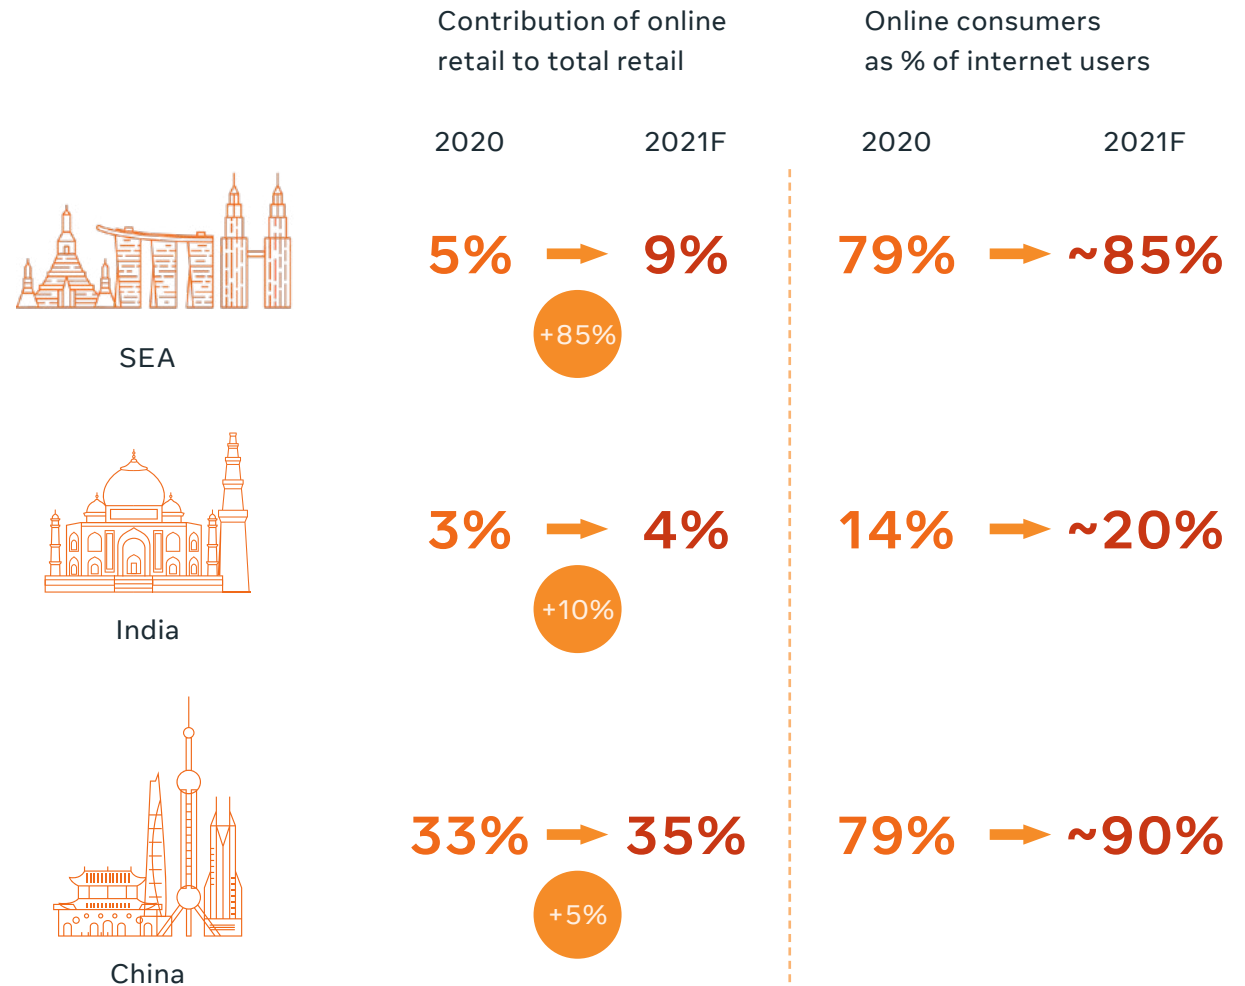 Contribution of online
retail to total retail
Online consumers
as % of internet users
2020
2021F
2020
2021F
5%
9%
79%
~85%
+85%
SEA
3%
4%
14%
~20%
+10%
India
33%
35%
79%
~90%
+5%
China